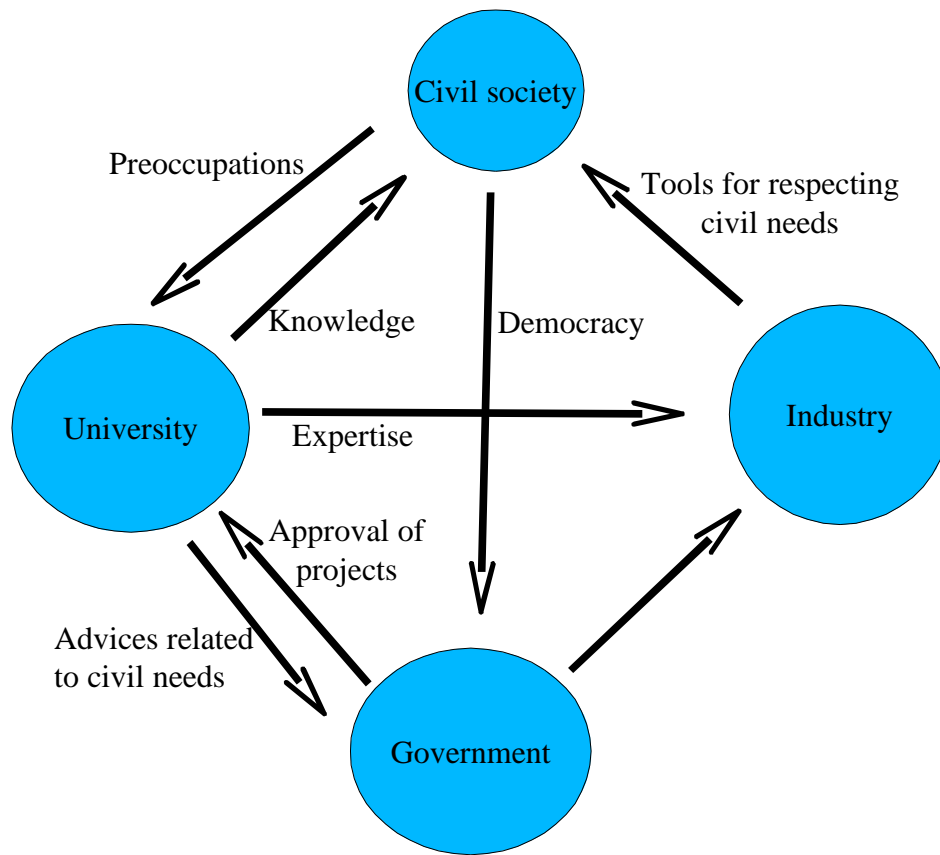 Civil society
Preoccupations
Tools for respecting
civil needs
Knowledge
Democracy
University
Expertise
Industry
Approval of
projects
Advices related
to civil needs
Government